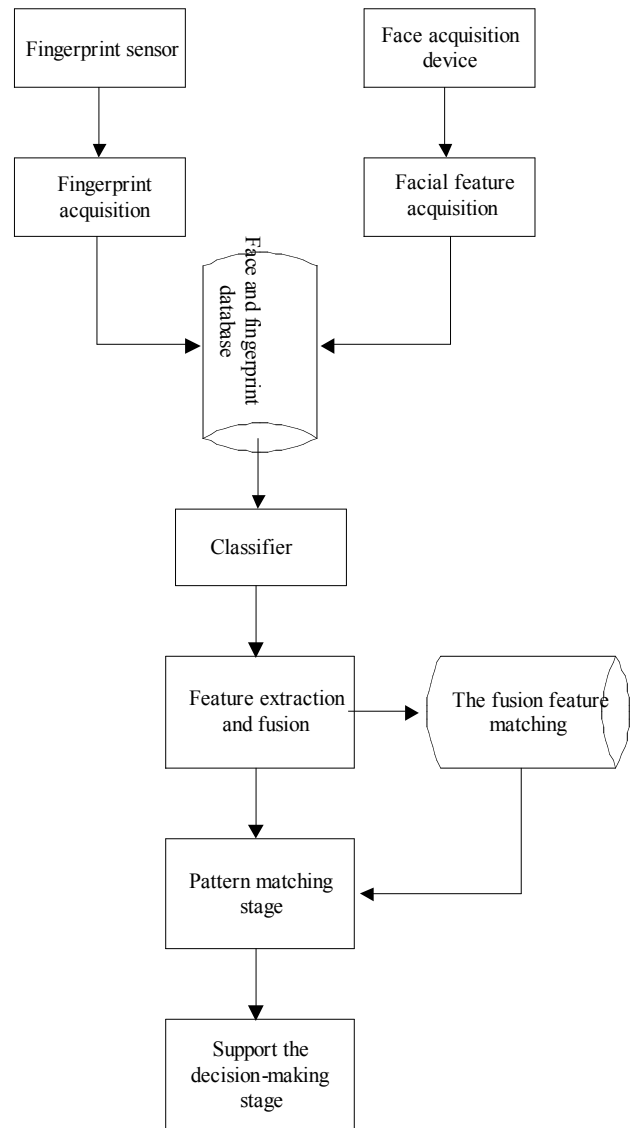 Fingerprint sensor
Face acquisition
device
Fingerprint
acquisition
Facial feature
acquisition
Face and fingerprint
database
Classifier
Feature extraction
and fusion
The fusion feature
matching
Pattern matching
stage
Support the
decision-making
stage